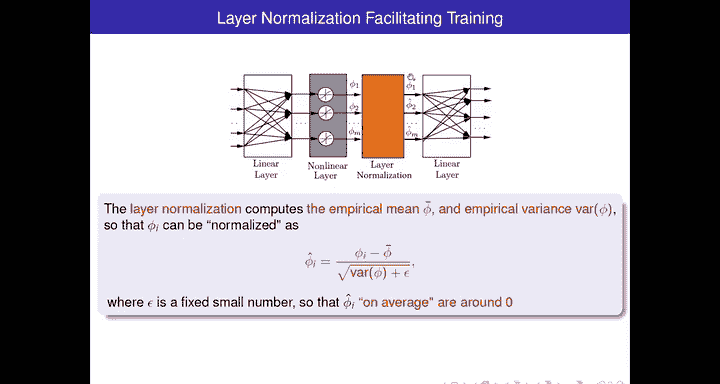 Layer Normalization Facilitating Training
ϕ₁ ϕ̂₁
ϕ₂ ϕ̂₂
... ... ... ...
ϕₘ ϕ̂ₘ
Linear Layer
Nonlinear Layer
Layer Normalization
Linear Layer
The layer normalization computes the empirical mean ϕ̄, and empirical variance var(ϕ),
so that ϕᵢ can be "normalized" as
ϕ̂ᵢ = (ϕᵢ − ϕ̄) / √(var(ϕ) + ϵ),
where ϵ is a fixed small number, so that ϕ̂ᵢ "on average" are around 0